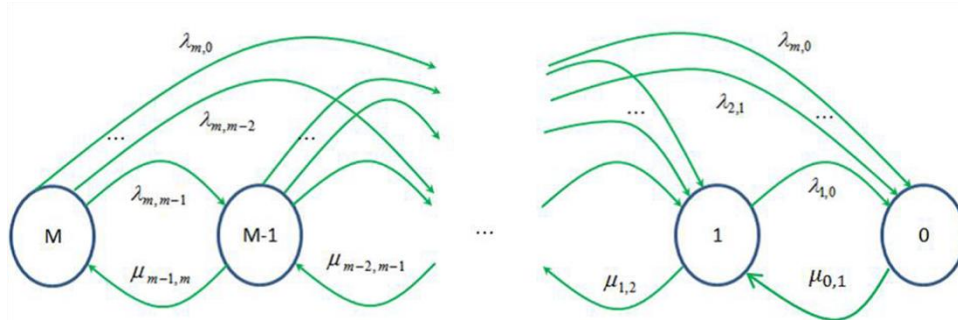 λm,0
λm,0
...
λm,m−2
...
...
λ2,1
...
λm,m−1
λ1,0
M
M-1
...
1
0
μm−1,m
μm−2,m−1
μ1,2
μ0,1